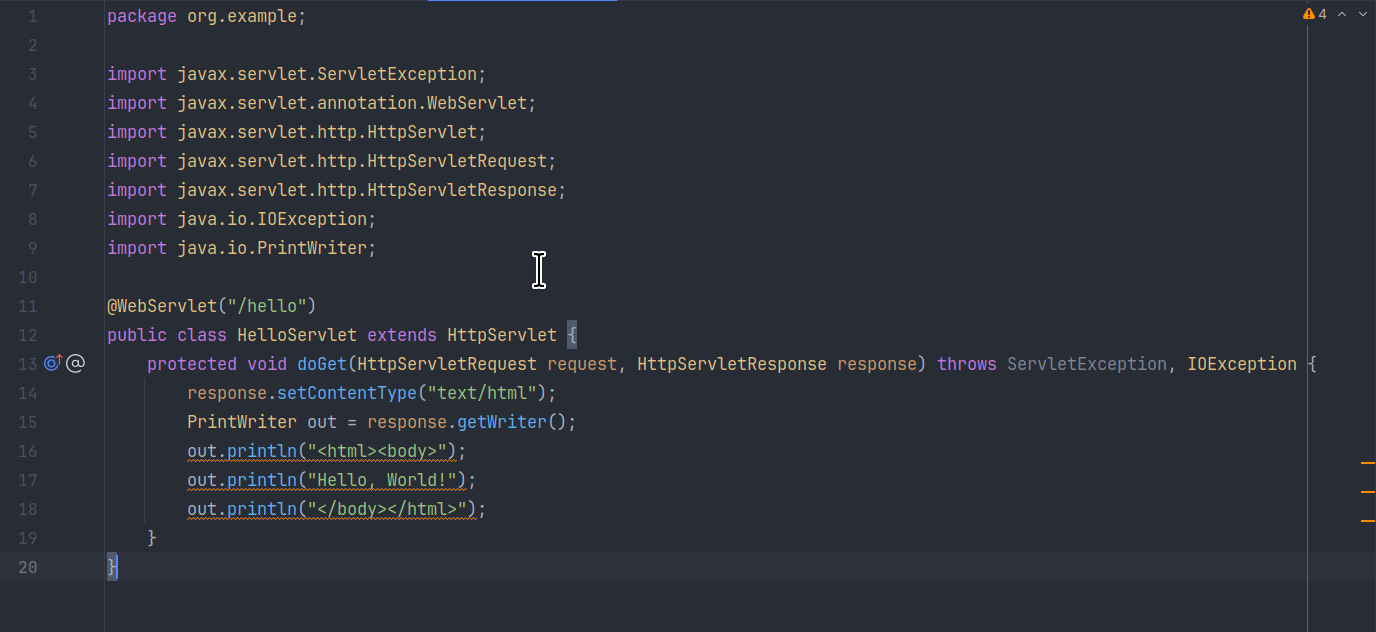 4
1 package org.example;
2
3 import javax.servlet.ServletException;
4 import javax.servlet.annotation.WebServlet;
5 import javax.servlet.http.HttpServlet;
6 import javax.servlet.http.HttpServletRequest;
7 import javax.servlet.http.HttpServletResponse;
8 import java.io.IOException;
9 import java.io.PrintWriter;
10
11 @WebServlet("/hello")
12 public class HelloServlet extends HttpServlet {
13 @ protected void doGet(HttpServletRequest request, HttpServletResponse response) throws ServletException, IOException {
14 response.setContentType("text/html");
15 PrintWriter out = response.getWriter();
16 out.println("<html><body>");
17 out.println("Hello, World!");
18 out.println("</body></html>");
19 }
20 }